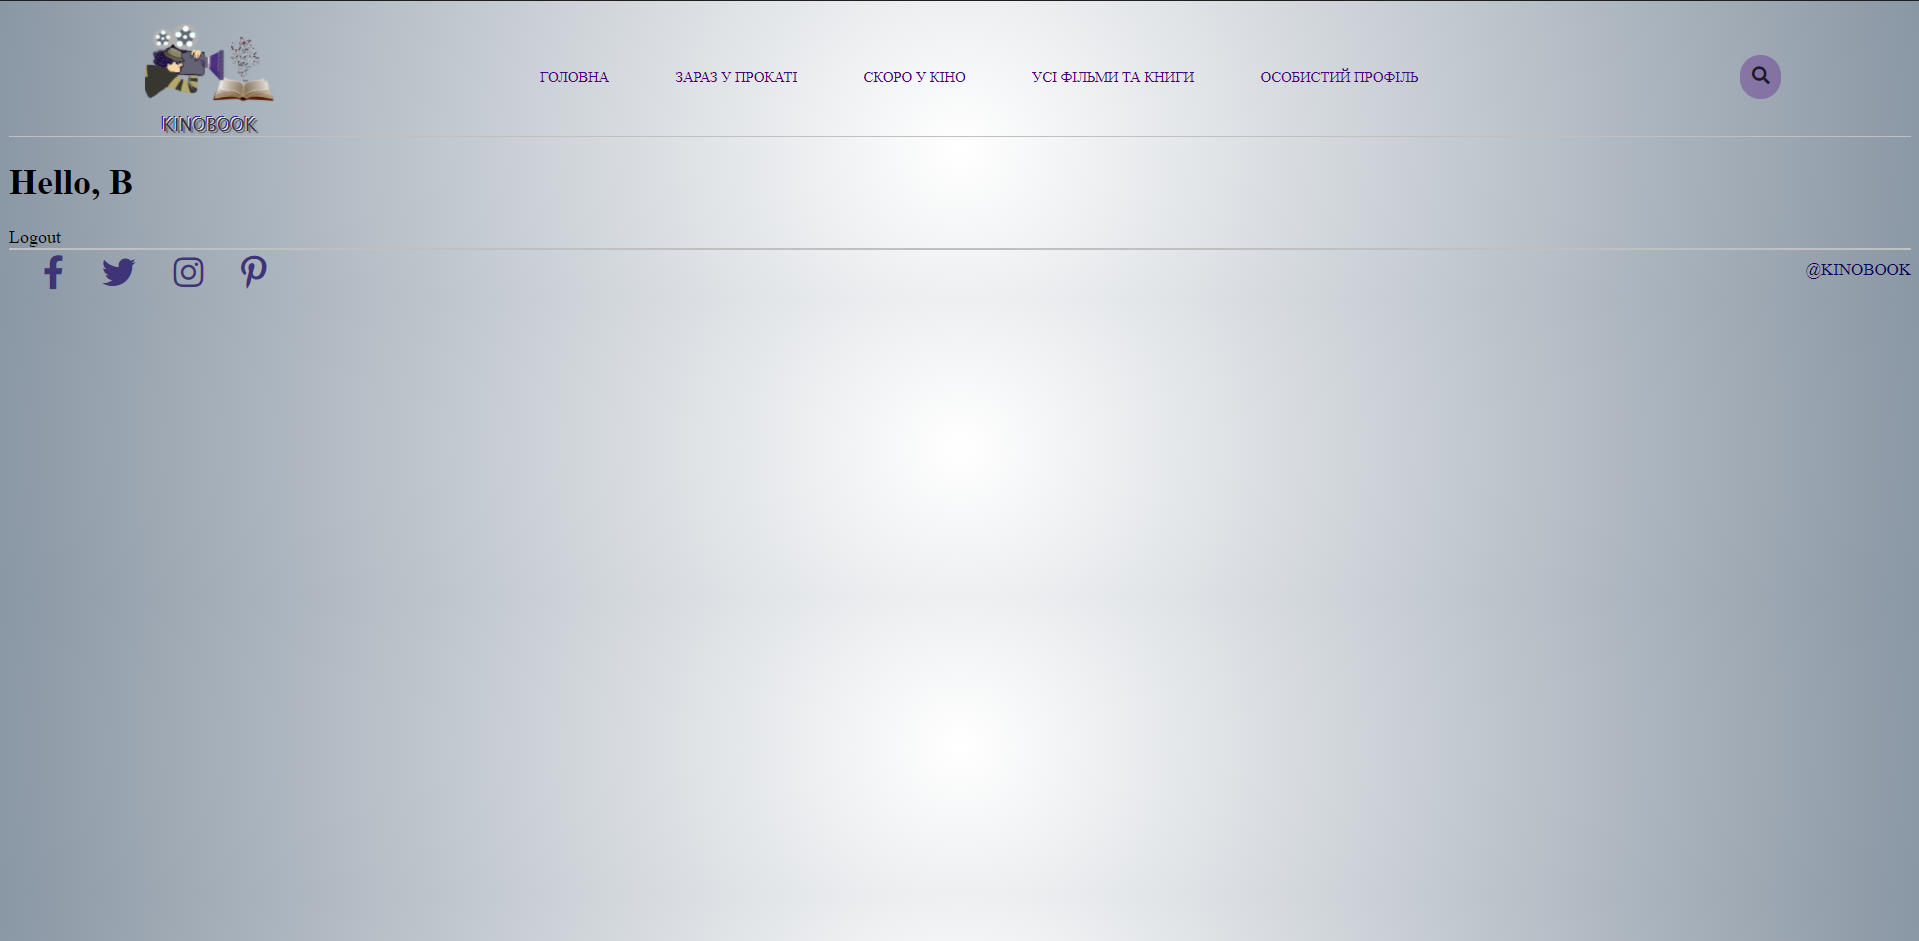 KINOBOOK
ГОЛОВНА ЗАРАЗ У ПРОКАТІ СКОРО У КІНО УСІ ФІЛЬМИ ТА КНИГИ ОСОБИСТИЙ ПРОФІЛЬ
Hello, B
Logout
@KINOBOOK